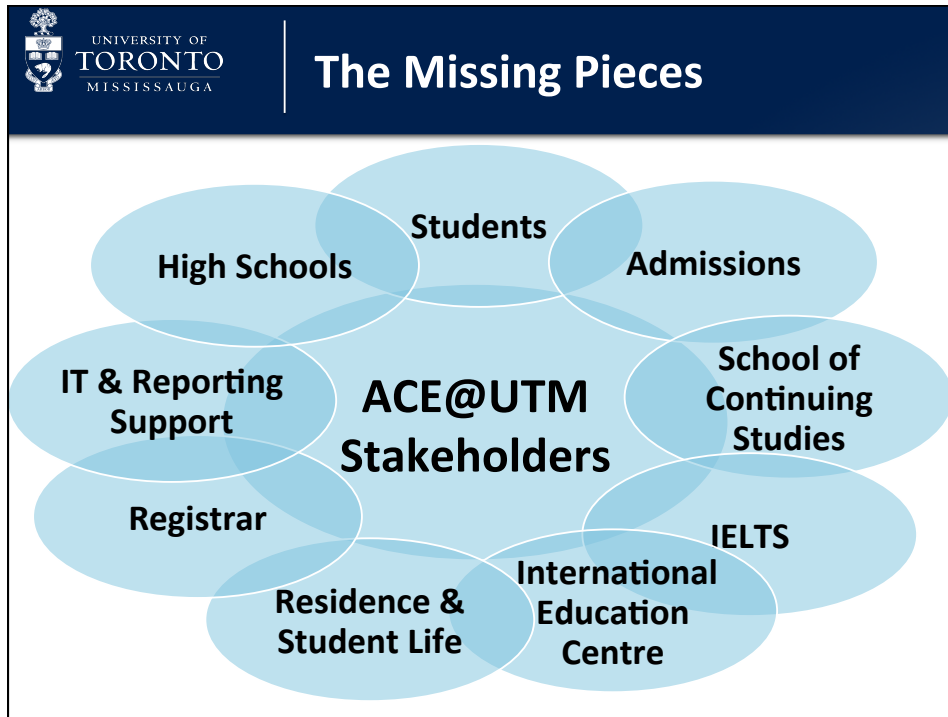 UNIVERSITY OF
TORONTO
MISSISSAUGA
The Missing Pieces
Students
High Schools
Admissions
IT & Reporting
Support
ACE@UTM
Stakeholders
School of
Continuing
Studies
Registrar
IELTS
Residence &
Student Life
International
Education
Centre